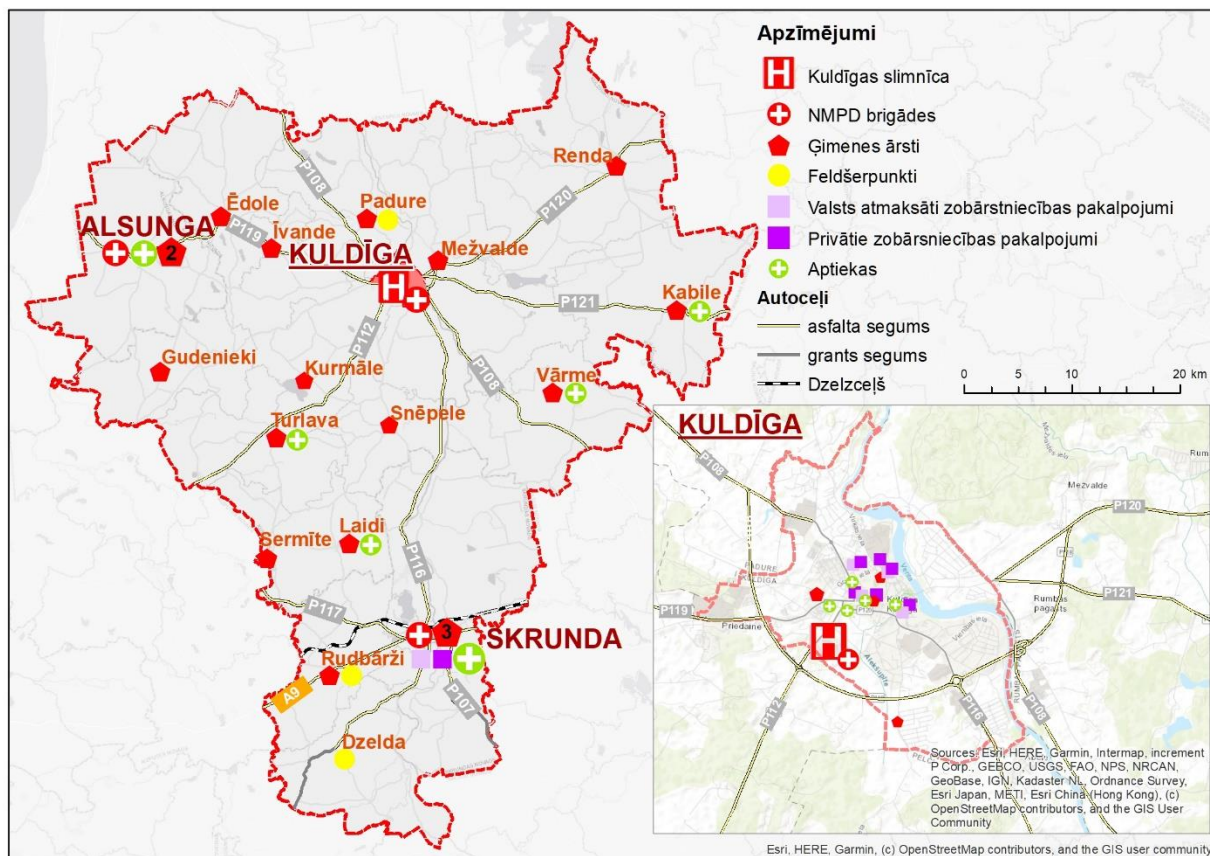 Apzīmējumi
H
Kuldīgas slimnīca
NMPD brigādes
Ģimenes ārsti
Feldšerpunkti
Valsts atmaksāti zobārstniecības pakalpojumi
Privātie zobārsniecības pakalpojumi
Aptiekas
Autoceļi
asfalta segums
grants segums
Dzelzceļš
0 5 10 20 km
Renda
P108
P120
Ēdole
Padure
ALSUNGA
2
P119
Īvande
KULDĪGA
Mežvalde
H
P121
Kabile
P112
Gudenieki
Kurmāle
P108
Vārme
Turlava
Snēpele
Laidi
Sermīte
P116
P117
3
SKRUNDA
Rudbārži
A9
P107
Dzelda
KULDĪGA
P108
Mežvalde
P120
PADURE
KULDĪGA
P119
Priedaine
Rumbas
pagasts
P121
H
P112
P116
P108
Sources: Esri, HERE, Garmin, Intermap, increment
P Corp., GEBCO, USGS, FAO, NPS, NRCAN,
GeoBase, IGN, Kadaster NL, Ordnance Survey,
Esri Japan, METI, Esri China (Hong Kong), (c)
OpenStreetMap contributors, and the GIS User
Community
Esri, HERE, Garmin, (c) OpenStreetMap contributors, and the GIS user community